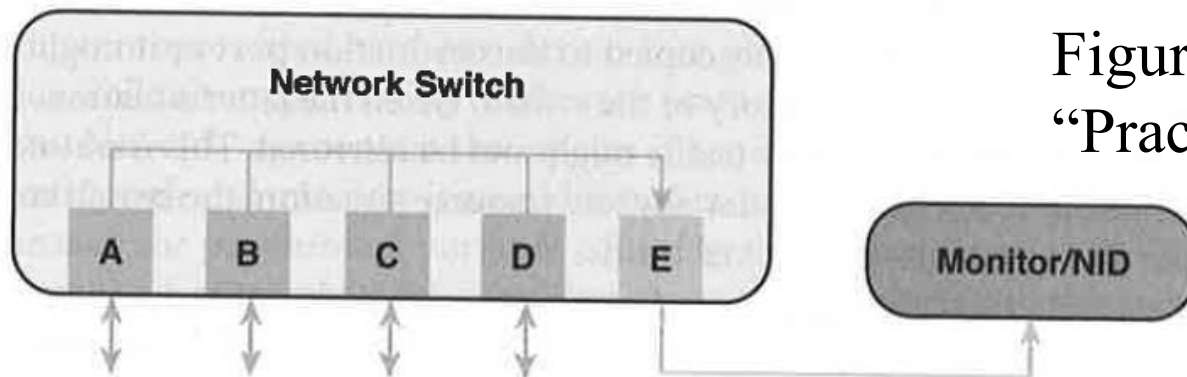 Network Switch
A B C D E
Monitor/NID
Figur
“Prac